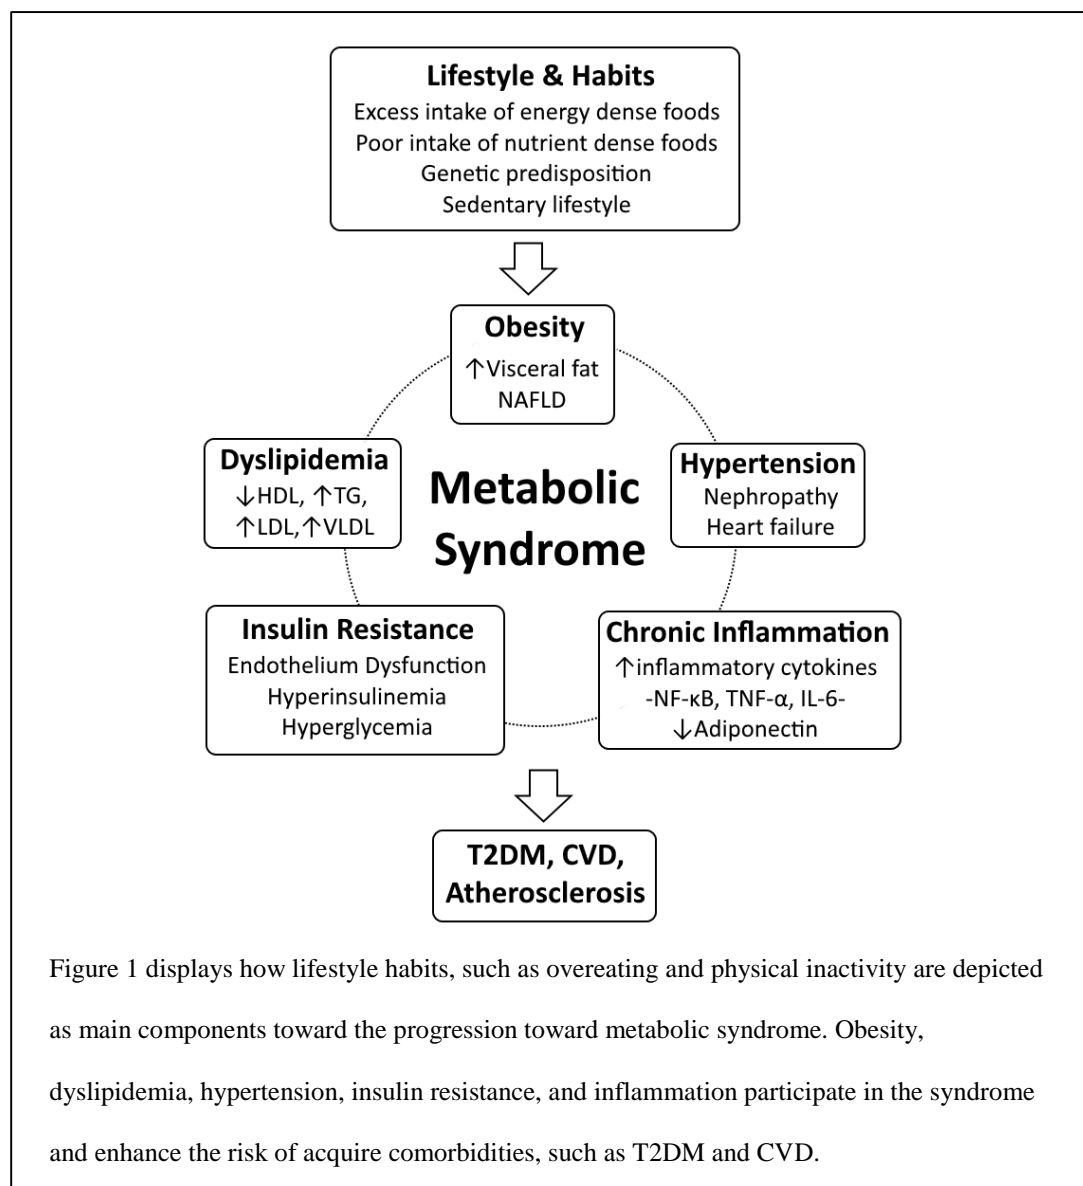 Lifestyle & Habits
Excess intake of energy dense foods
Poor intake of nutrient dense foods
Genetic predisposition
Sedentary lifestyle
Obesity
↑Visceral fat
NAFLD
Dyslipidemia
↓HDL, ↑TG,
↑LDL,↑VLDL
Metabolic
Syndrome
Hypertension
Nephropathy
Heart failure
Insulin Resistance
Endothelium Dysfunction
Hyperinsulinemia
Hyperglycemia
Chronic Inflammation
↑inflammatory cytokines
-NF-κB, TNF-α, IL-6-
↓Adiponectin
T2DM, CVD,
Atherosclerosis
Figure 1 displays how lifestyle habits, such as overeating and physical inactivity are depicted
as main components toward the progression toward metabolic syndrome. Obesity,
dyslipidemia, hypertension, insulin resistance, and inflammation participate in the syndrome
and enhance the risk of acquire comorbidities, such as T2DM and CVD.